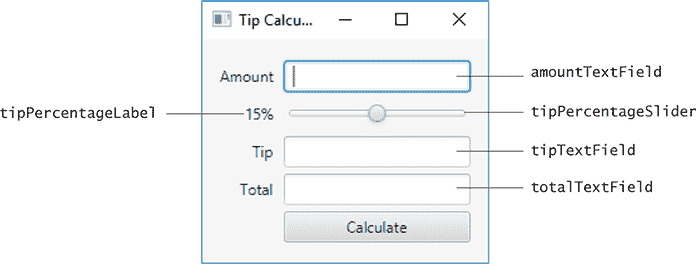 Tip Calcu...
Amount
amountTextField
tipPercentageLabel
15%
tipPercentageSlider
Tip
tipTextField
Total
totalTextField
Calculate